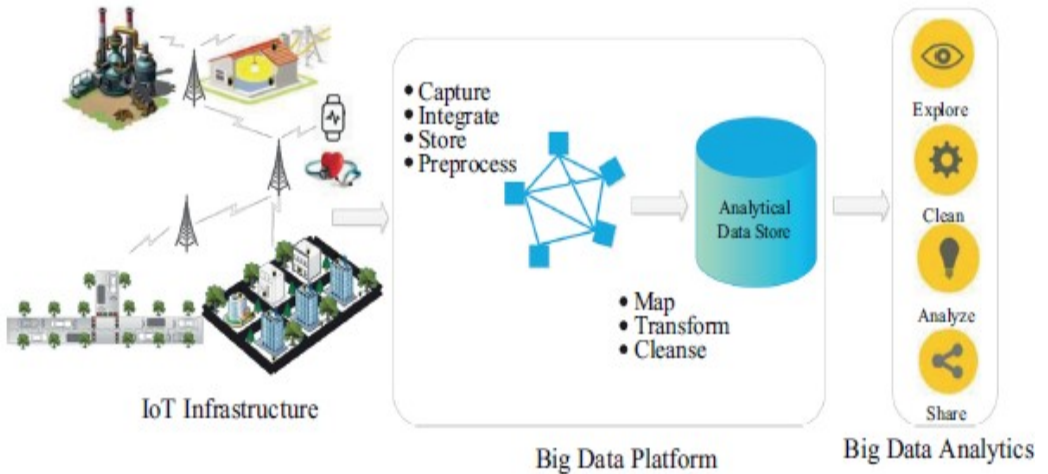 • Capture
• Integrate
• Store
• Preprocess
Analytical
Data Store
• Map
• Transform
• Cleanse
Explore
Clean
Analyze
Share
IoT Infrastructure
Big Data Platform
Big Data Analytics